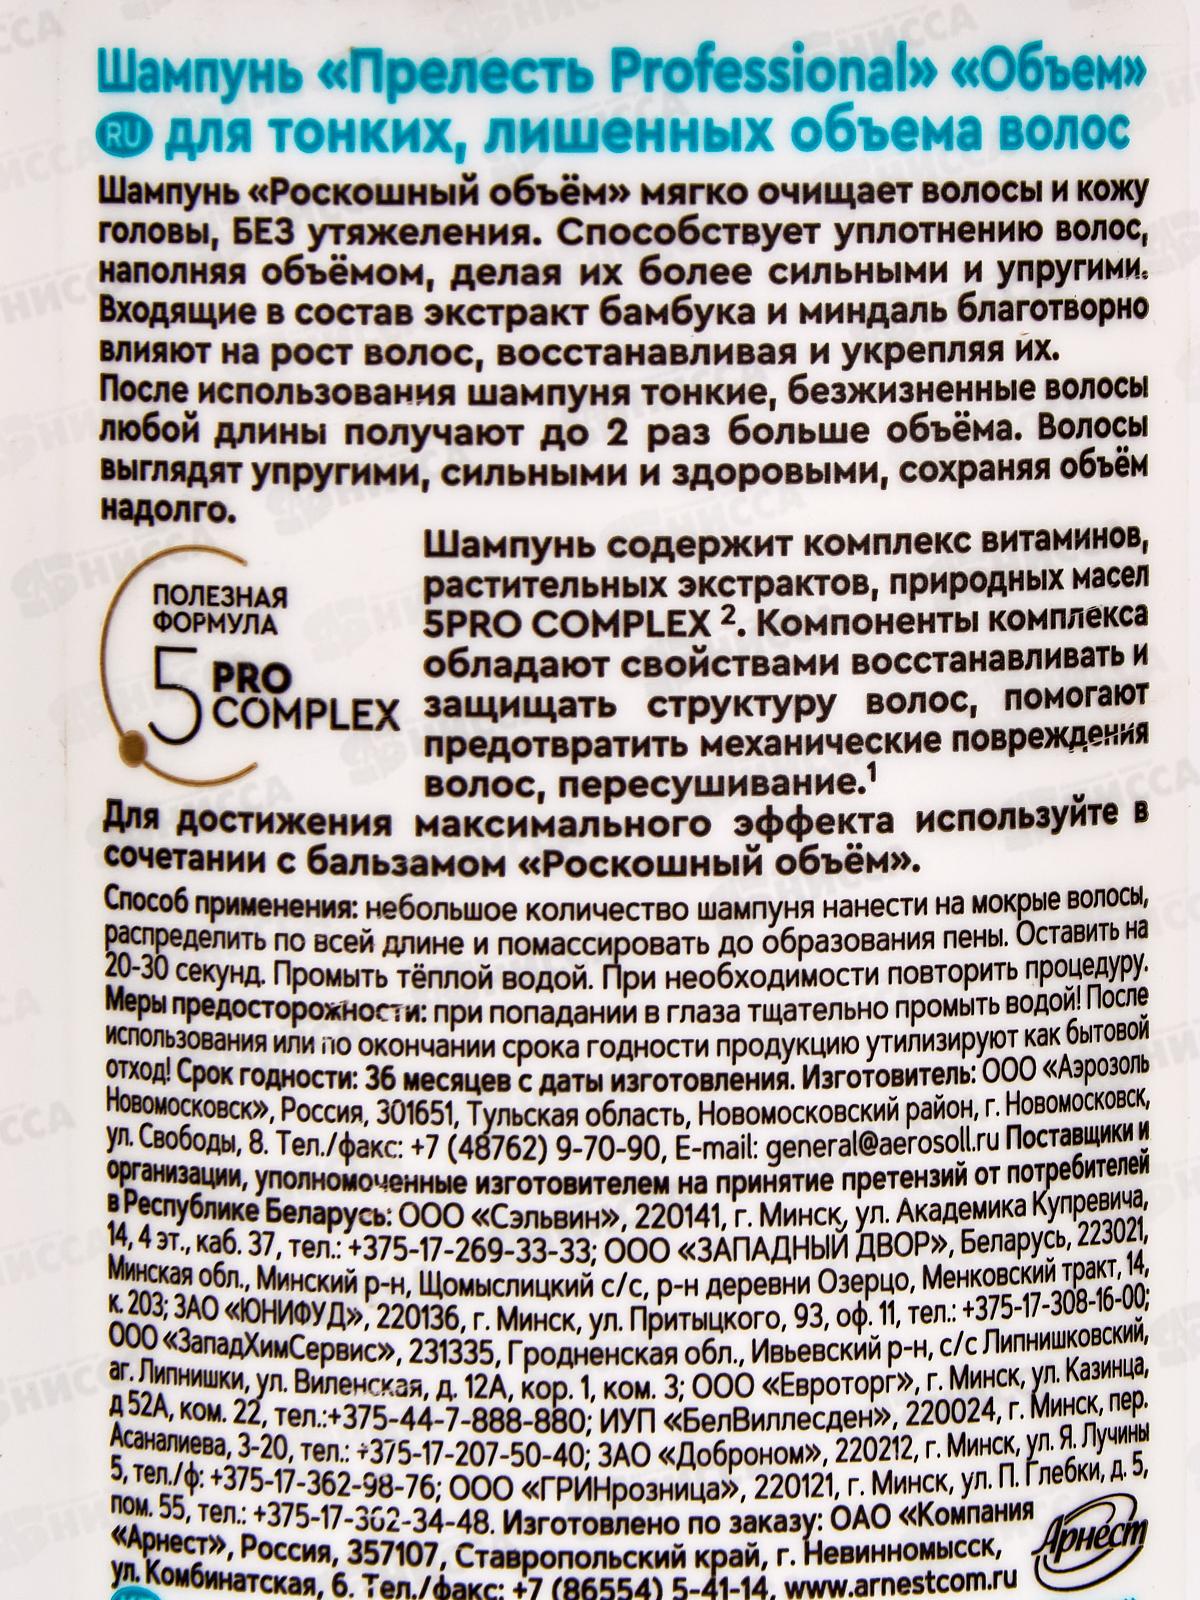 Шампунь «Прелесть Professional» «Объем»
RU для тонких, лишенных объема волос
Шампунь «Роскошный объём» мягко очищает волосы и кожу
головы, БЕЗ утяжеления. Способствует уплотнению волос,
наполняя объёмом, делая их более сильными и упругими.
Входящие в состав экстракт бамбука и миндаль благотворно
влияют на рост волос, восстанавливая и укрепляя их.
После использования шампуня тонкие, безжизненные волосы
любой длины получают до 2 раз больше объёма. Волосы
выглядят упругими, сильными и здоровыми, сохраняя объём
надолго.
ПОЛЕЗНАЯ
ФОРМУЛА
5 PRO
COMPLEX
Шампунь содержит комплекс витаминов,
растительных экстрактов, природных масел
5PRO COMPLEX ². Компоненты комплекса
обладают свойствами восстанавливать и
защищать структуру волос, помогают
предотвратить механические повреждения
волос, пересушивание.¹
Для достижения максимального эффекта используйте в
сочетании с бальзамом «Роскошный объём».
Способ применения: небольшое количество шампуня нанести на мокрые волосы,
распределить по всей длине и помассировать до образования пены. Оставить на
20-30 секунд. Промыть тёплой водой. При необходимости повторить процедуру.
Меры предосторожности: при попадании в глаза тщательно промыть водой! После
использования или по окончании срока годности продукцию утилизируют как бытовой
отход! Срок годности: 36 месяцев с даты изготовления. Изготовитель: ООО «Аэрозоль
Новомосковск», Россия, 301651, Тульская область, Новомосковский район, г. Новомосковск,
ул. Свободы, 8. Тел./факс: +7 (48762) 9-70-90, E-mail: general@aerosoll.ru Поставщики и
организации, уполномоченные изготовителем на принятие претензий от потребителей
в Республике Беларусь: ООО «Сэльвин», 220141, г. Минск, ул. Академика Купревича,
14, 4 эт., каб. 37, тел.: +375-17-269-33-33; ООО «ЗАПАДНЫЙ ДВОР», Беларусь, 223021,
Минская обл., Минский р-н, Щомыслицкий с/с, р-н деревни Озерцо, Менковский тракт, 14,
к. 203; ЗАО «ЮНИФУД», 220136, г. Минск, ул. Притыцкого, 93, оф. 11, тел.: +375-17-308-16-00;
ООО «ЗападХимСервис», 231335, Гродненская обл., Ивьевский р-н, с/с Липнишковский,
аг. Липнишки, ул. Виленская, д. 12А, кор. 1, ком. 3; ООО «Евроторг», г. Минск, ул. Казинца,
д 52А, ком. 22, тел.:+375-44-7-888-880; ИУП «БелВиллесден», 220024, г. Минск, пер.
Асаналиева, 3-20, тел.: +375-17-207-50-40; ЗАО «Доброном», 220212, г. Минск, ул. Я. Лучины
5, тел./ф: +375-17-362-98-76; ООО «ГРИНрозница», 220121, г. Минск, ул. П. Глебки, д. 5,
пом. 55, тел.: +375-17-362-34-48. Изготовлено по заказу: ОАО «Компания
«Арнест», Россия, 357107, Ставропольский край, г. Невинномысск,
ул. Комбинатская, 6. Тел./факс: +7 (86554) 5-41-14, www.arnestcom.ru
Арнест